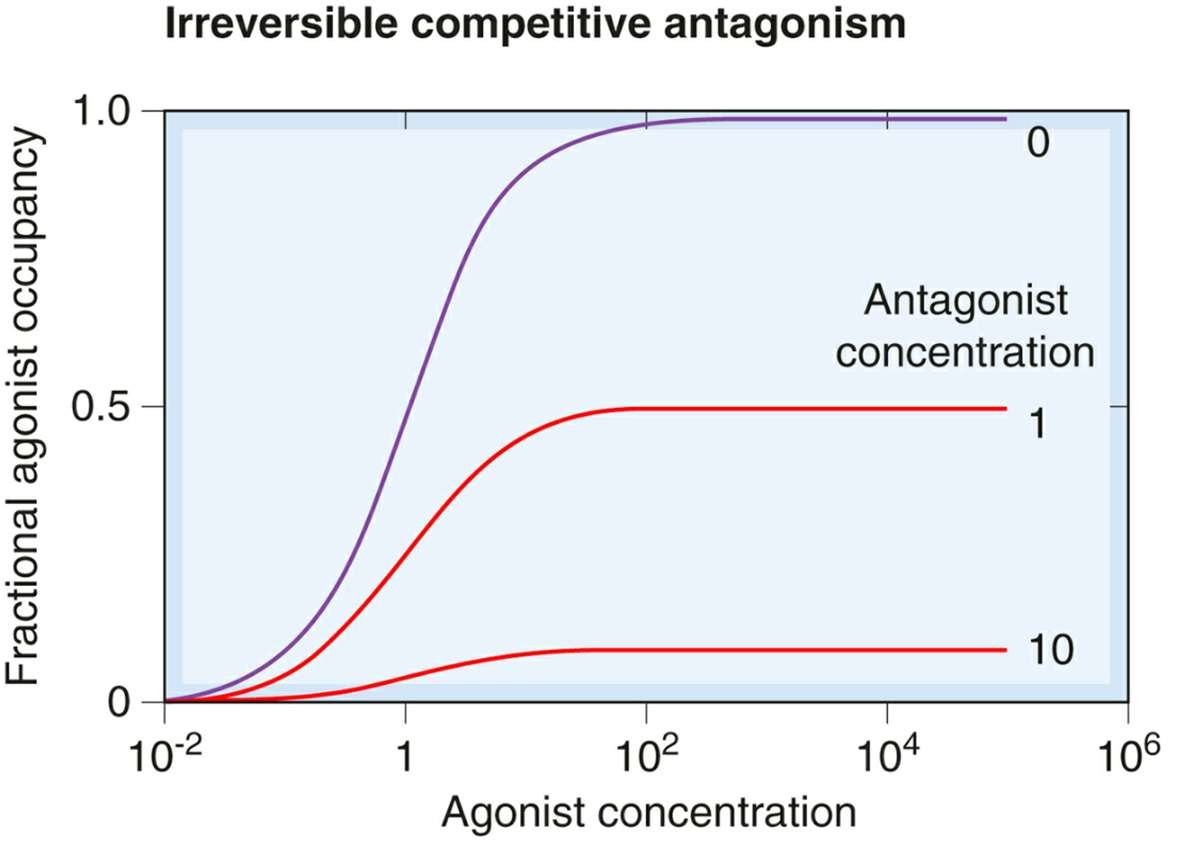 Irreversible competitive antagonism
Fractional agonist occupancy
1.0
0.5
0
0
Antagonist
concentration
1
10
10⁻²
1
10²
10⁴
10⁶
Agonist concentration